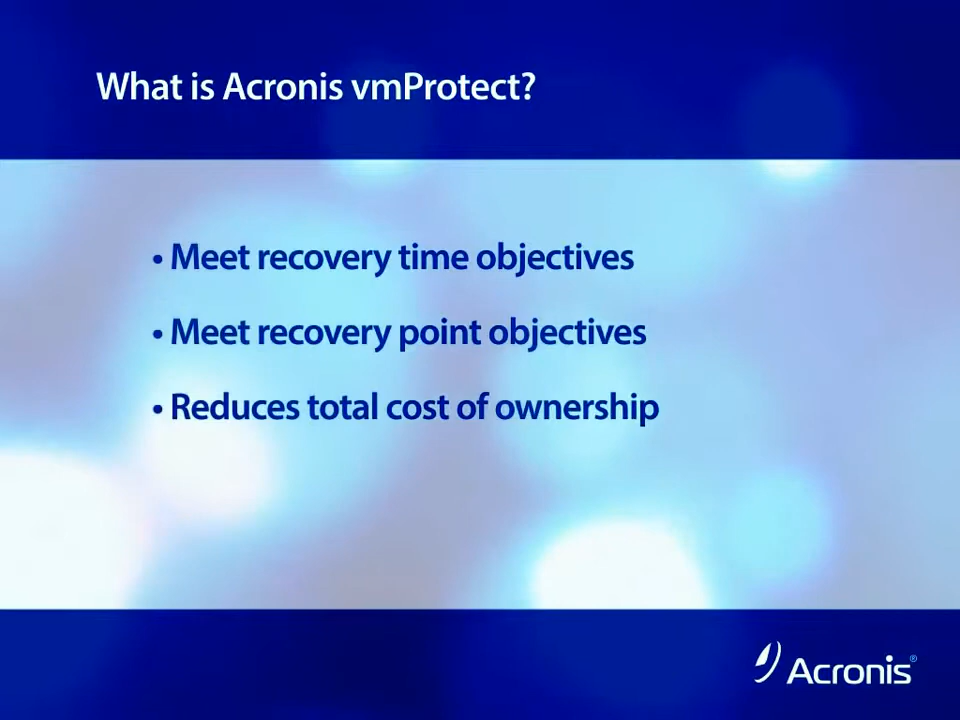 What is Acronis vmProtect?
• Meet recovery time objectives
• Meet recovery point objectives
• Reduces total cost of ownership
Acronis®